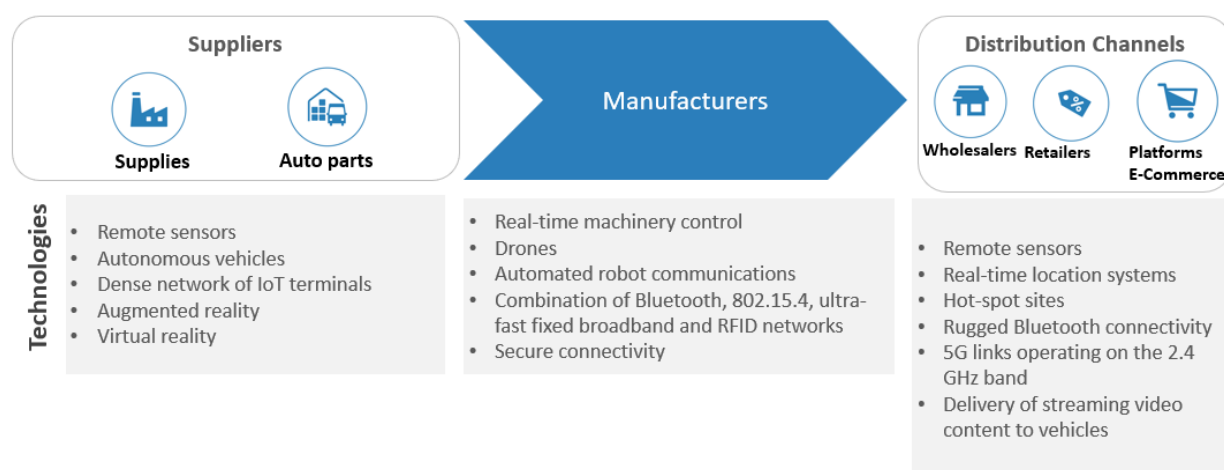 Suppliers
Supplies
Auto parts
Manufacturers
Distribution Channels
Wholesalers
Retailers
Platforms
E-Commerce
Technologies
• Remote sensors
• Autonomous vehicles
• Dense network of IoT terminals
• Augmented reality
• Virtual reality
• Real-time machinery control
• Drones
• Automated robot communications
• Combination of Bluetooth, 802.15.4, ultra-
fast fixed broadband and RFID networks
• Secure connectivity
• Remote sensors
• Real-time location systems
• Hot-spot sites
• Rugged Bluetooth connectivity
• 5G links operating on the 2.4
GHz band
• Delivery of streaming video
content to vehicles